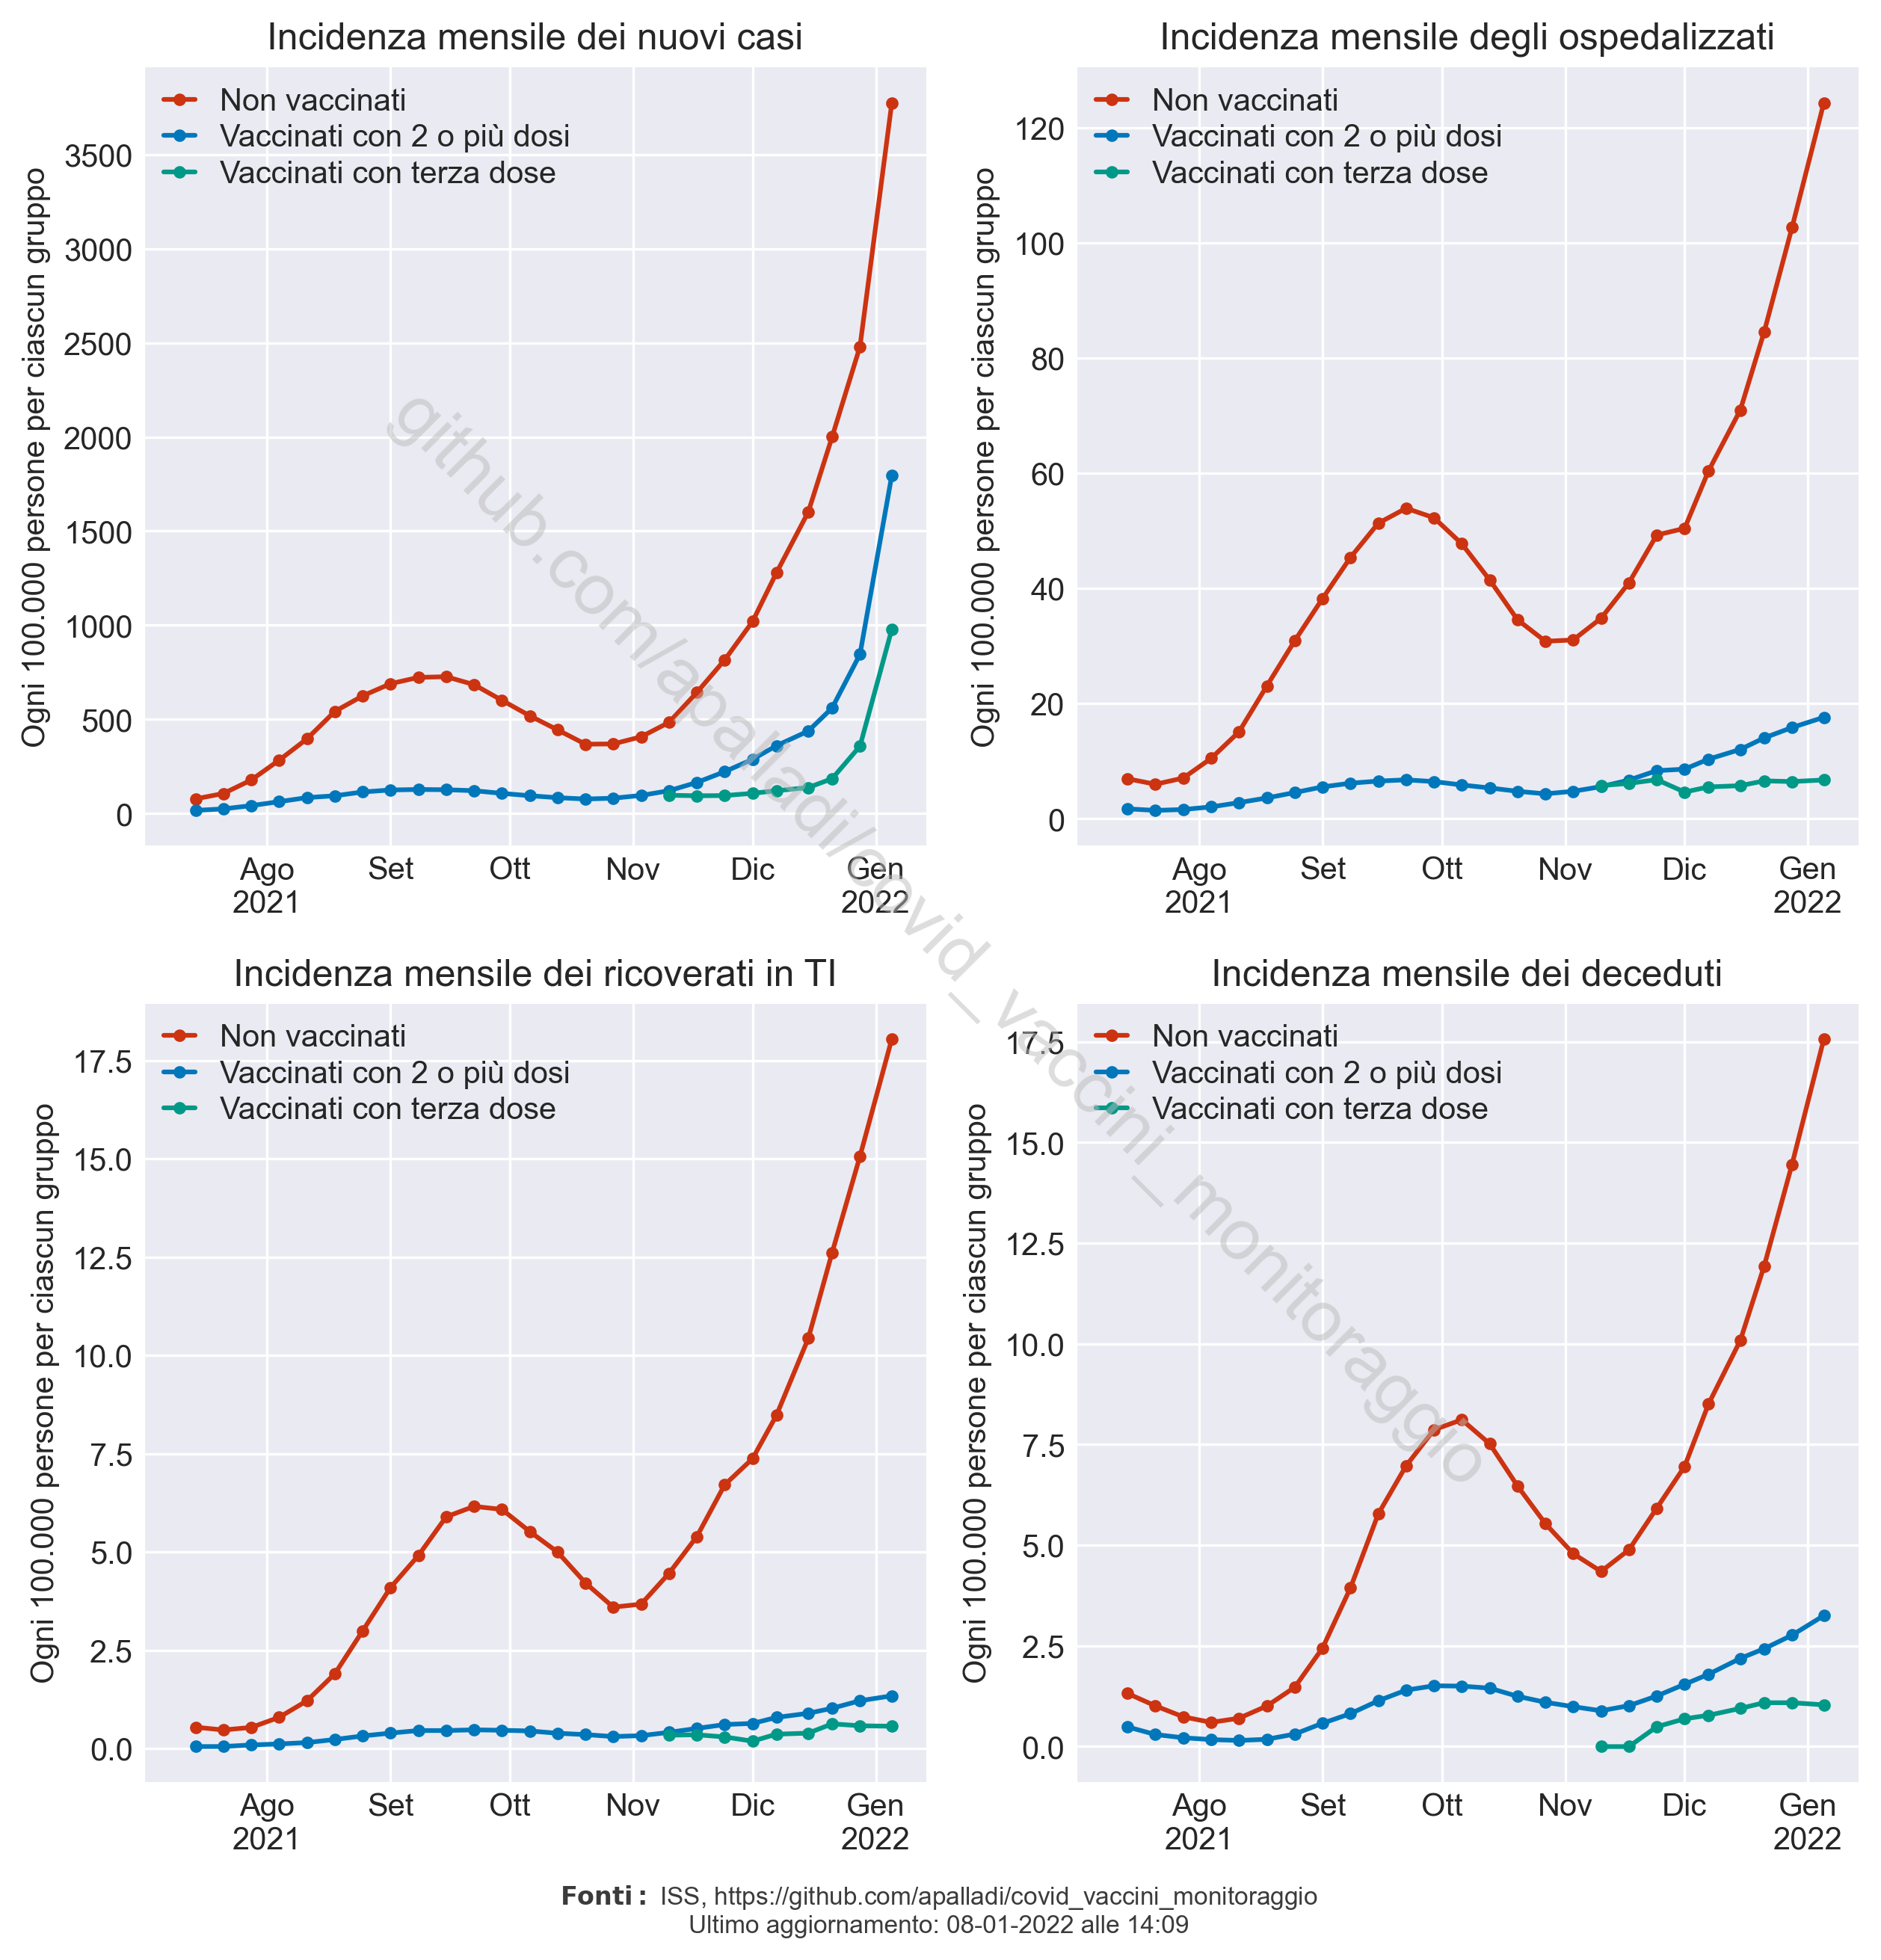 Incidenza mensile dei nuovi casi
Ogni 100.000 persone per ciascun gruppo
Non vaccinati
Vaccinati con 2 o più dosi
Vaccinati con terza dose
3500
3000
2500
2000
1500
1000
500
0
Ago
2021
Set
Ott
Nov
Dic
Gen
2022
Incidenza mensile degli ospedalizzati
Ogni 100.000 persone per ciascun gruppo
Non vaccinati
Vaccinati con 2 o più dosi
Vaccinati con terza dose
120
100
80
60
40
20
0
Ago
2021
Set
Ott
Nov
Dic
Gen
2022
Incidenza mensile dei ricoverati in TI
Ogni 100.000 persone per ciascun gruppo
Non vaccinati
Vaccinati con 2 o più dosi
Vaccinati con terza dose
17.5
15.0
12.5
10.0
7.5
5.0
2.5
0.0
Ago
2021
Set
Ott
Nov
Dic
Gen
2022
Incidenza mensile dei deceduti
Ogni 100.000 persone per ciascun gruppo
Non vaccinati
Vaccinati con 2 o più dosi
Vaccinati con terza dose
17.5
15.0
12.5
10.0
7.5
5.0
2.5
0.0
Ago
2021
Set
Ott
Nov
Dic
Gen
2022
github.com/apalladi/covid_vaccini_monitoraggio
Fonti: ISS, https://github.com/apalladi/covid_vaccini_monitoraggio
Ultimo aggiornamento: 08-01-2022 alle 14:09